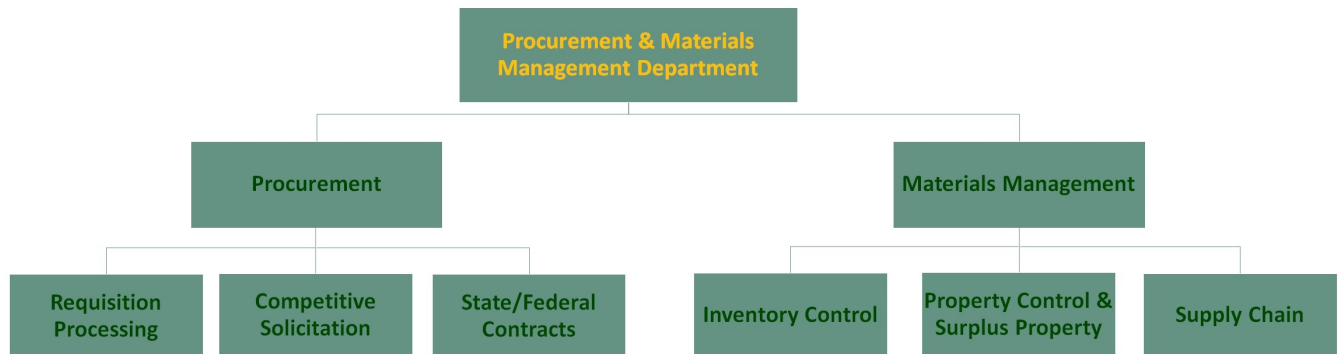 Procurement & Materials
Management Department
Procurement
Materials Management
Requisition
Processing
Competitive
Solicitation
State/Federal
Contracts
Inventory Control
Property Control &
Surplus Property
Supply Chain